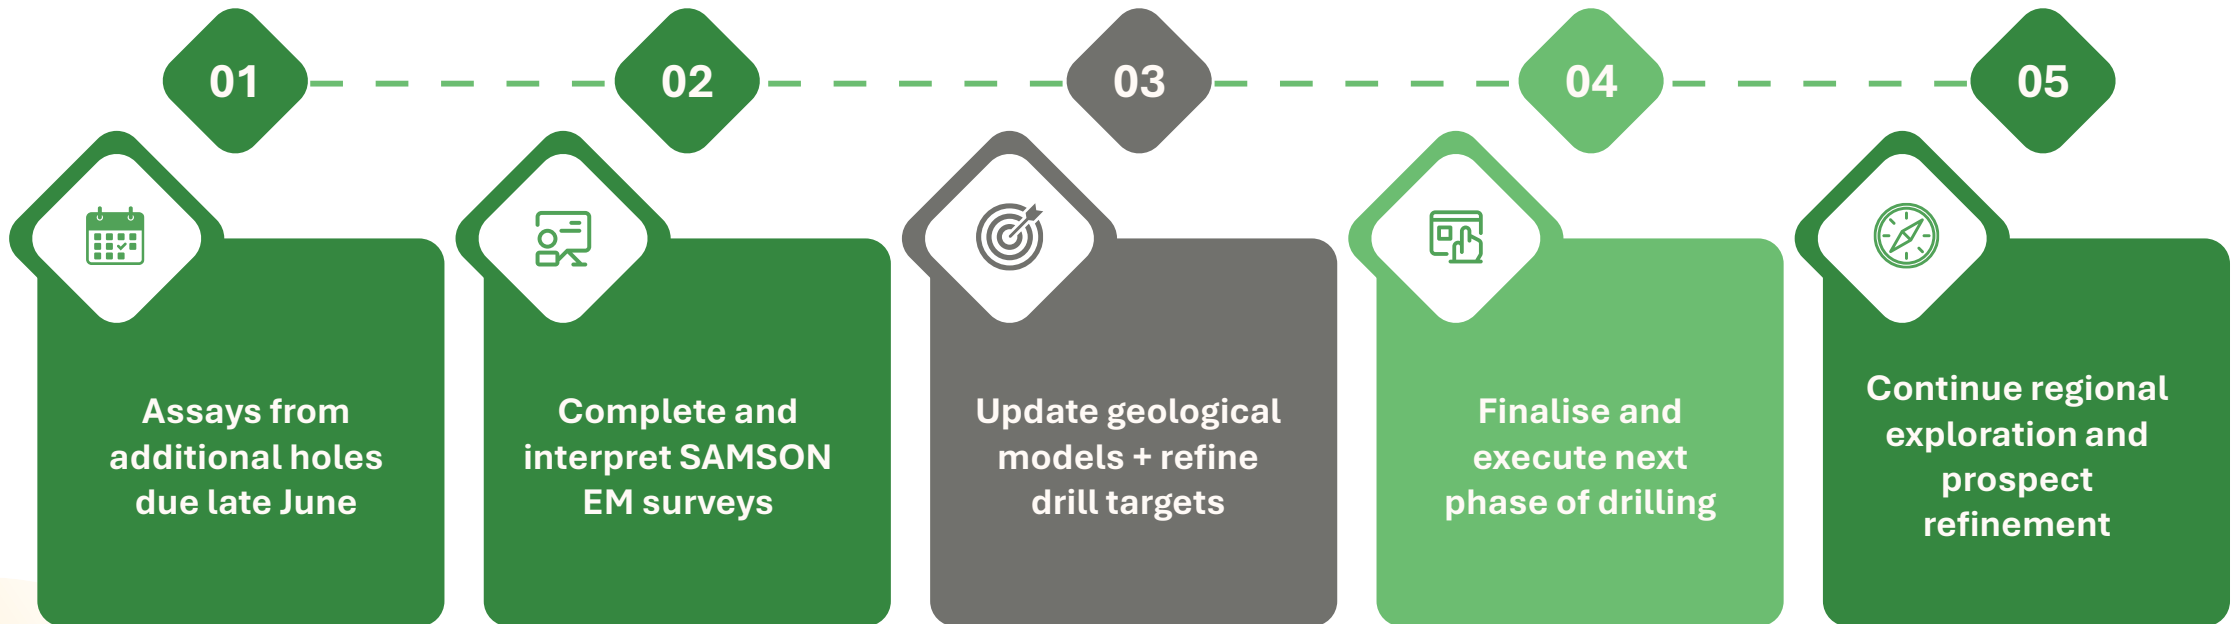 01
02
03
04
05
Assays from
additional holes
due late June
Complete and
interpret SAMSON
EM surveys
Update geological
models + refine
drill targets
Finalise and
execute next
phase of drilling
Continue regional
exploration and
prospect
refinement